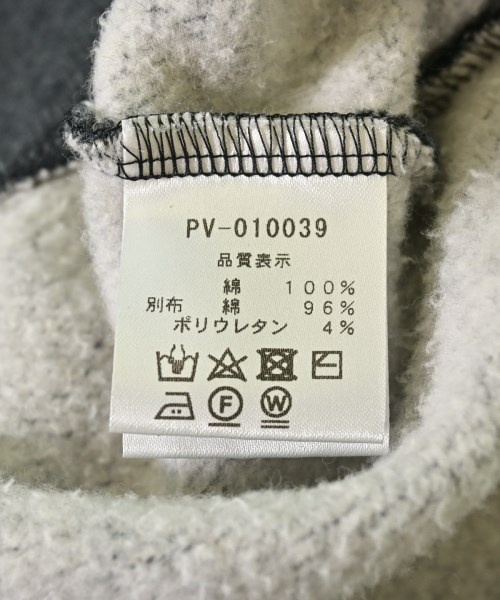 PV-010039
品質表示
綿 100%
別布 綿 96%
ポリウレタン 4%
F W